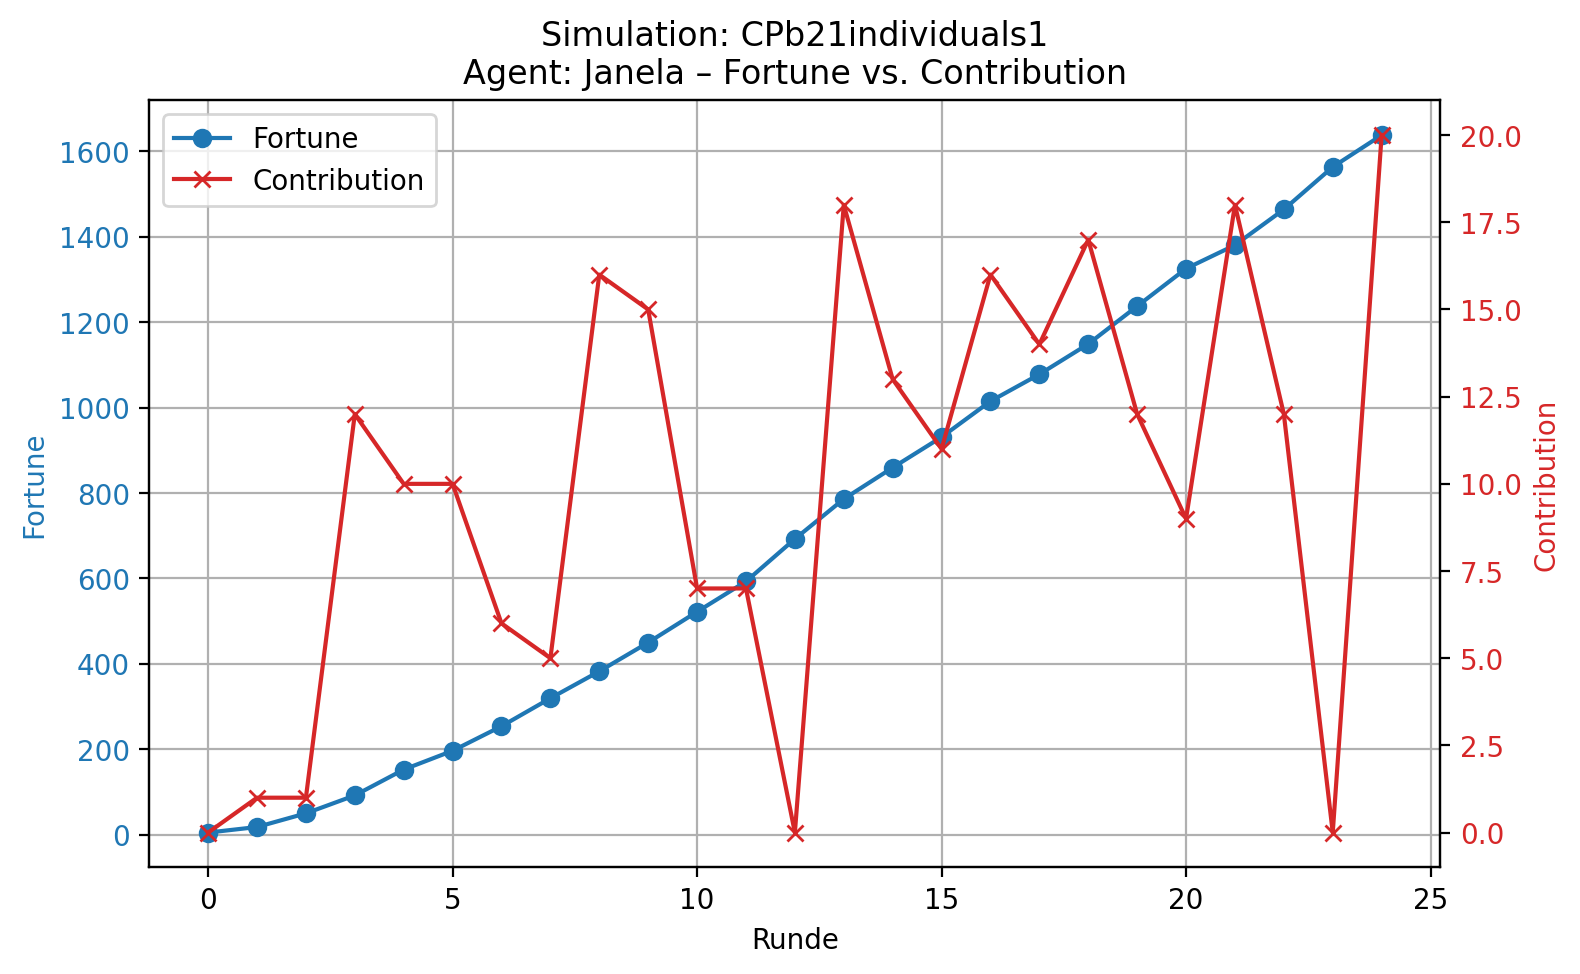 Simulation: CPb21individuals1
Agent: Janela – Fortune vs. Contribution
Fortune
Contribution
1600
1400
1200
1000
800
600
400
200
0
Fortune
20.0
17.5
15.0
12.5
10.0
7.5
5.0
2.5
0.0
Contribution
0 5 10 15 20 25
Runde